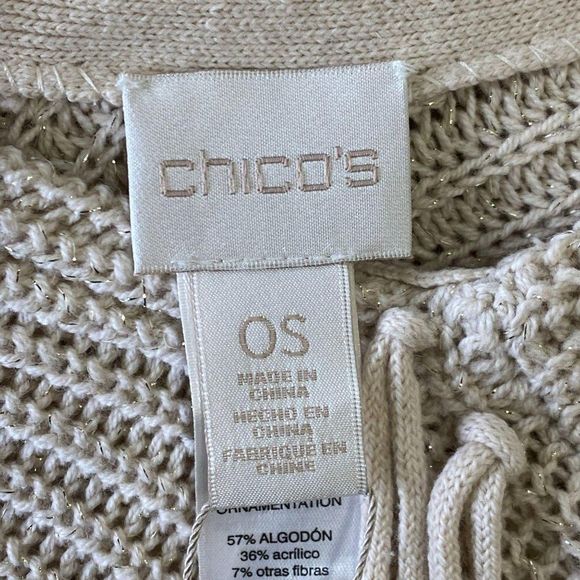 chico's
OS
MADE IN
CHINA
HECHO EN
CHINA
FABRIQUÉ EN
CHINE
ORNAMENTATION
57% ALGODÓN
36% acrílico
7% otras fibras